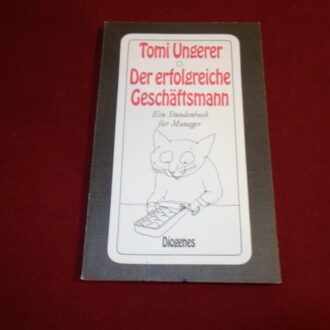 Tomi Ungerer
Der erfolgreiche
Geschäftsmann
Ein Stundenbuch
für Manager
Diogenes